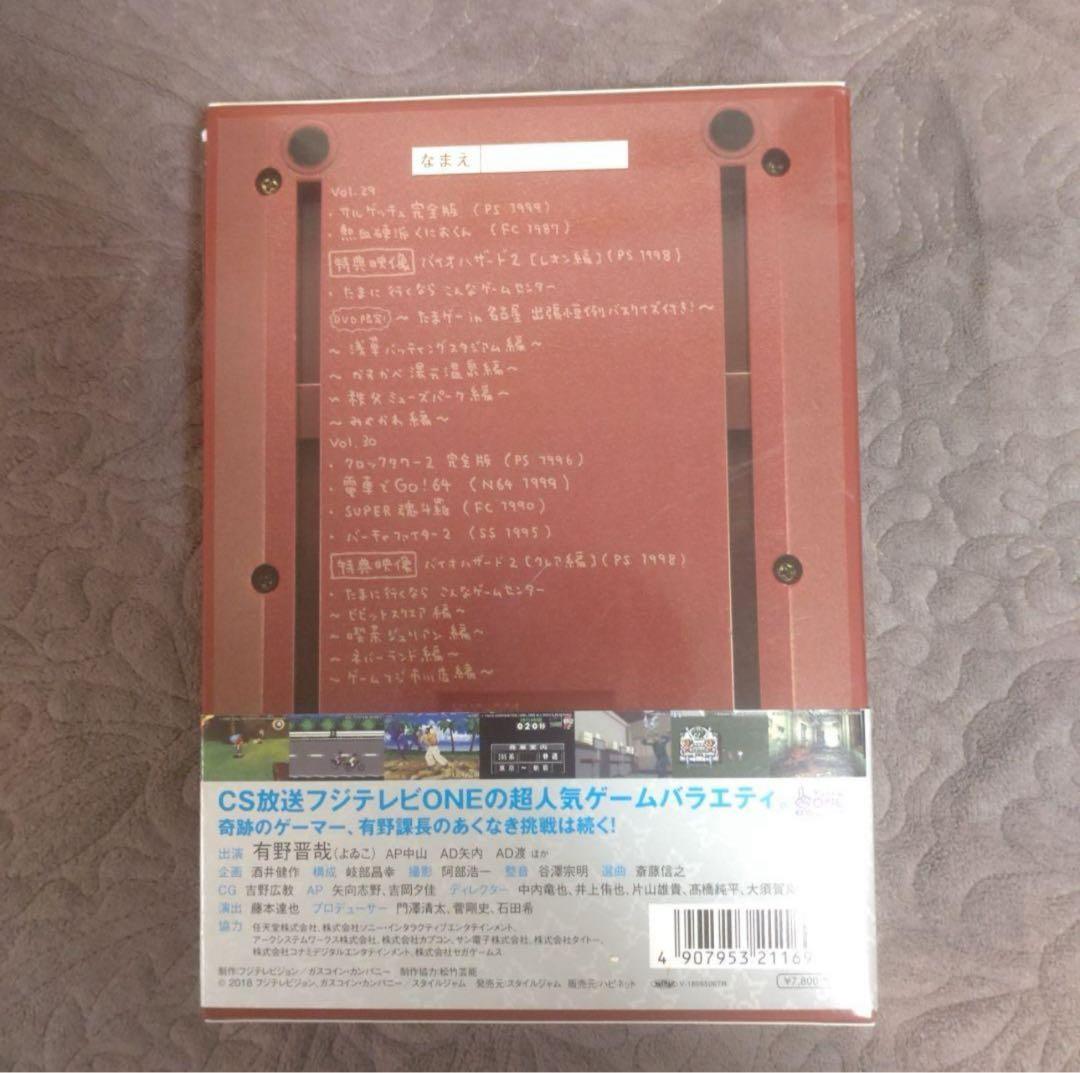 なまえ
Vol.29
・サルゲッチュ完全版 (PS 1999)
・熱血硬派くにおくん (FC 1987)
特典映像 バイオハザード2 [レオン編] (PS 1998)
・たまに行くなら こんなゲームセンター
DVD限定! ～たまゲー in 名古屋 出張恒例バスクイズ付き!～
～浅草バッティングスタジアム編～
～かすかべ湯元温泉編～
～秩父ミューズパーク編～
～みくかわ編～
Vol.30
・クロックタワー2 完全版 (PS 1996)
・電車でGo!64 (N64 1999)
・SUPER 魂斗羅 (FC 1990)
・バーチャファイター2 (SS 1995)
特典映像 バイオハザード2 [クレア編] (PS 1998)
・たまに行くなら こんなゲームセンター
～ビビットスクエア編～
～喫茶ジュリアン編～
～ネバーランド編～
～ゲームフジ市川店編～
020
CS放送フジテレビONEの超人気ゲームバラエティ。
ONE
奇跡のゲーマー、有野課長のあくなき挑戦は続く!
出演 有野晋哉(よゐこ) AP中山 AD矢内 AD渡 ほか
企画 酒井健作 構成 岐部昌幸 撮影 阿部浩一 整音 谷澤宗明 選曲 斎藤信之
CG 吉野広教 AP 矢向志野、吉岡夕佳 ディレクター 中内竜也、井上侑也、片山雄貴、髙橋純平、大須賀
演出 藤本達也 プロデューサー 門澤清太、菅剛史、石田希
協力 任天堂株式会社、株式会社ソニー・インタラクティブエンタテインメント、
アークシステムワークス株式会社、株式会社カプコン、サン電子株式会社、株式会社タイトー、
株式会社コナミデジタルエンタテインメント、株式会社セガゲームス
4 907953 21169
制作:フジテレビジョン/ガスコイン・カンパニー 制作協力:松竹芸能
© 2018 フジテレビジョン、ガスコイン・カンパニー/スタイルジャム 発売元:スタイルジャム 販売元:ハピネット
¥7,800